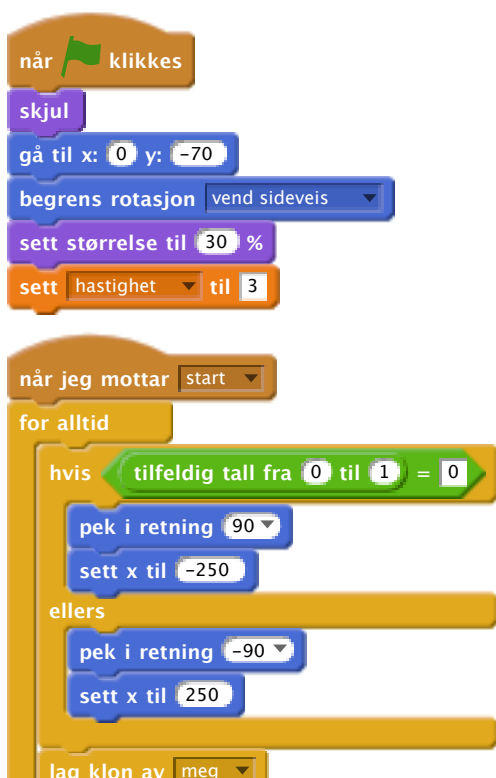 når klikkes
skjul
gå til x: 0 y: -70
begrens rotasjon vend sideveis
sett størrelse til 30 %
sett hastighet til 3
når jeg mottar start
for alltid
hvis tilfeldig tall fra 0 til 1 = 0
pek i retning 90
sett x til -250
ellers
pek i retning -90
sett x til 250
lag klon av meg